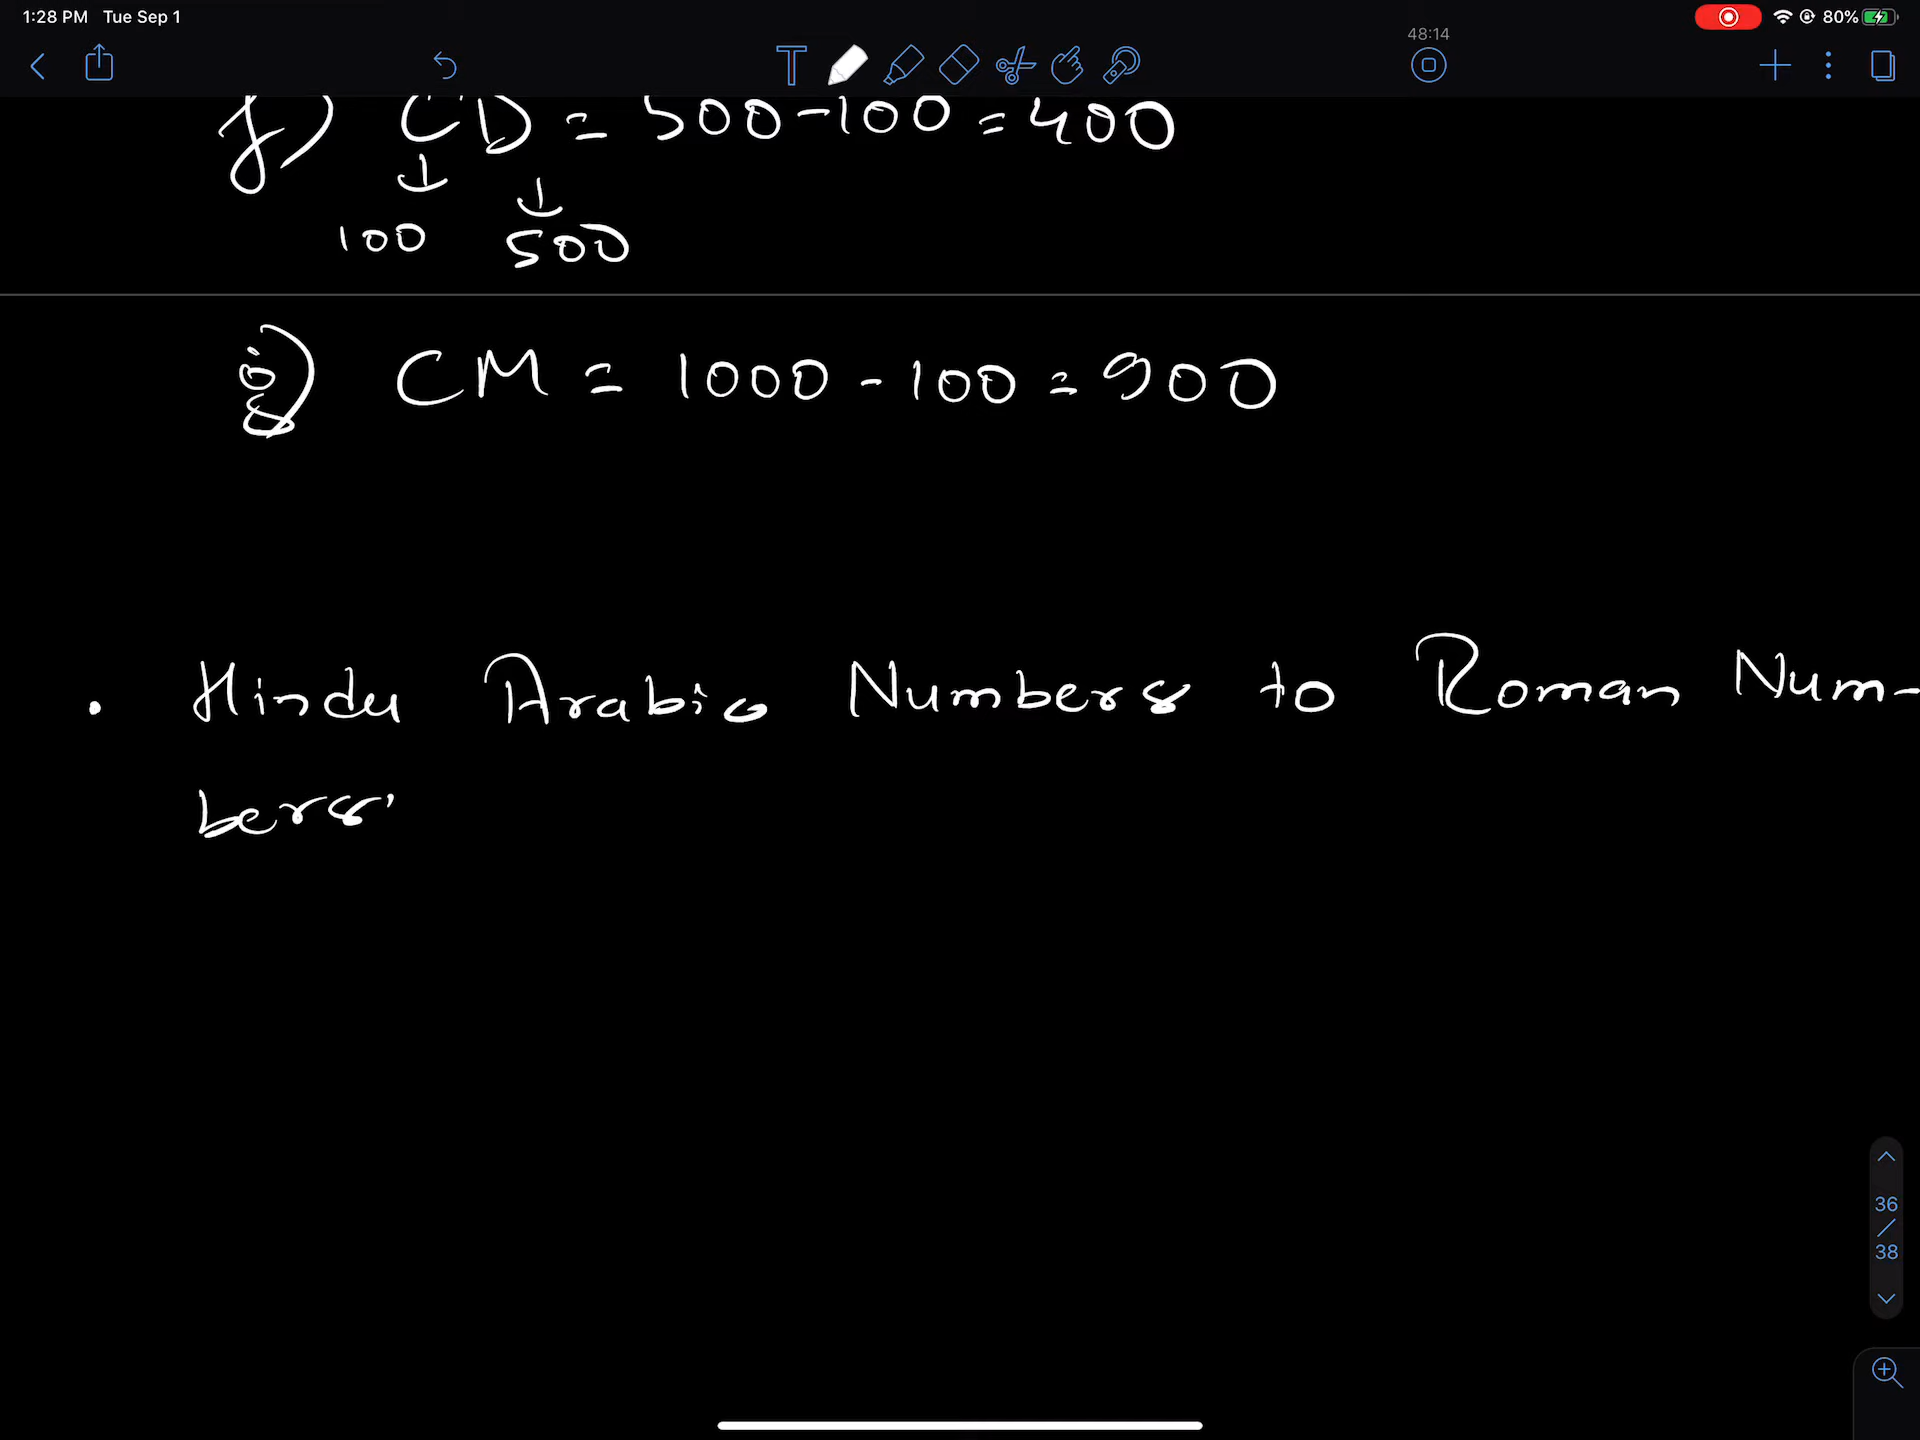 1:28 PM Tue Sep 1
80%
48:14
f) CD = 500-100 = 400
100 500
CM = 1000 - 100 = 900
. Hindu Arabic Numbers to Roman Num-
bers
36
/
38